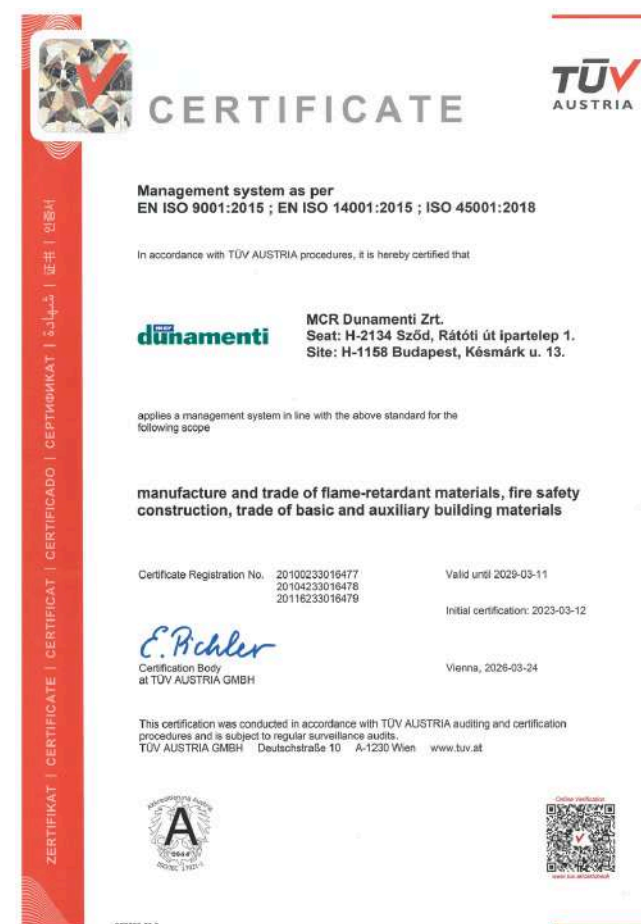 TÜV
AUSTRIA
CERTIFICATE
Management system as per
EN ISO 9001:2015 ; EN ISO 14001:2015 ; ISO 45001:2018
In accordance with TÜV AUSTRIA procedures, it is hereby certified that
mcr
dunamenti
MCR Dunamenti Zrt.
Seat: H-2134 Sződ, Rátóti út ipartelep 1.
Site: H-1158 Budapest, Késmárk u. 13.
applies a management system in line with the above standard for the
following scope
manufacture and trade of flame-retardant materials, fire safety
construction, trade of basic and auxiliary building materials
Certificate Registration No. 20100233016477
20104233016478
20116233016479
Valid until 2029-03-11
Initial certification: 2023-03-12
E. Pichler
Certification Body
at TÜV AUSTRIA GMBH
Vienna, 2026-03-24
This certification was conducted in accordance with TÜV AUSTRIA auditing and certification
procedures and is subject to regular surveillance audits.
TÜV AUSTRIA GMBH Deutschstraße 10 A-1230 Wien www.tuv.at
ZERTIFIKAT | CERTIFICATE | CERTIFICAT | CERTIFICADO | СЕРТИФИКАТ | شهادة | 证书 | 인증서
Akkreditierung Austria
A
Online Verification